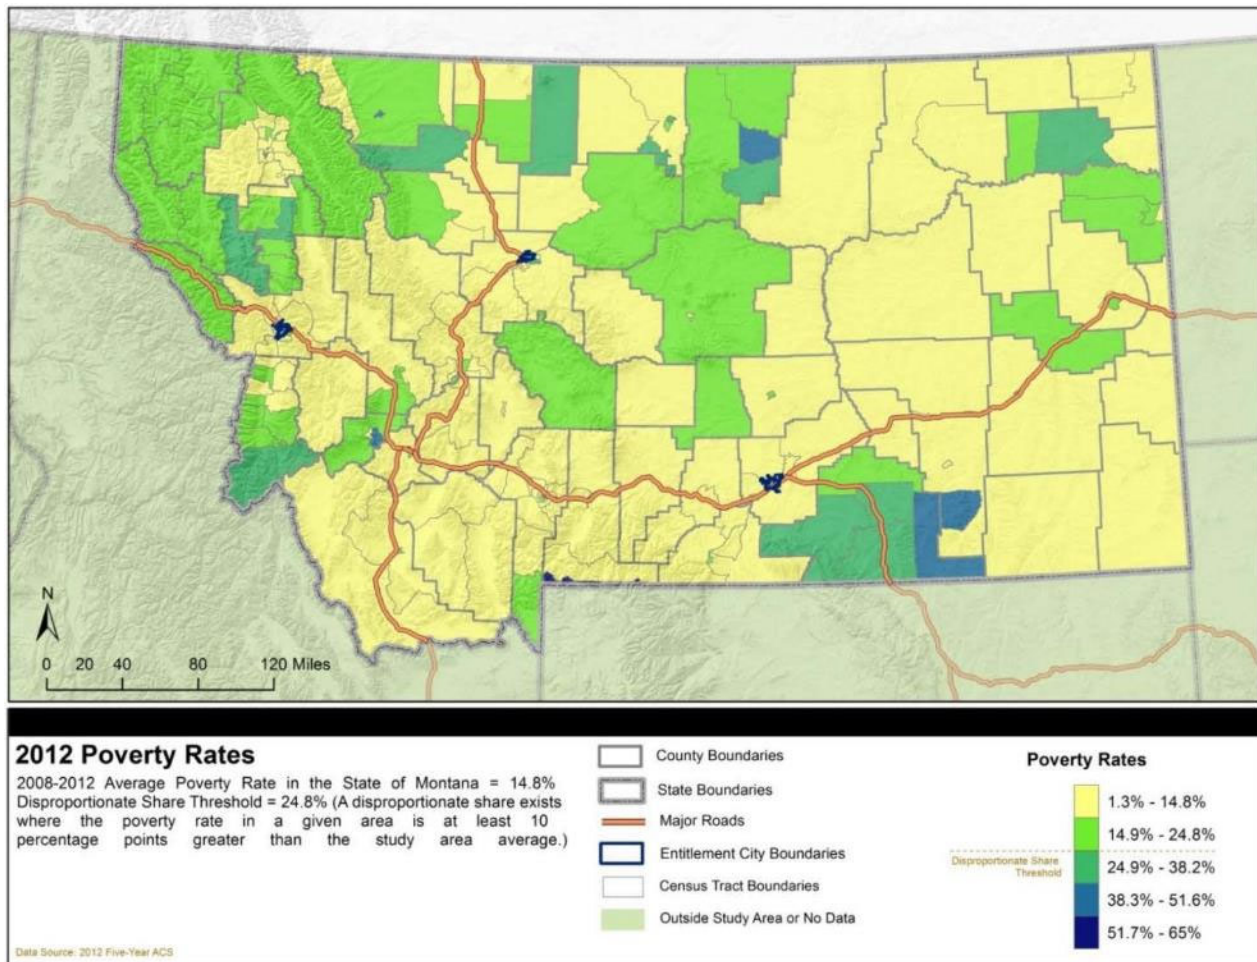 N
0 20 40 80 120 Miles
2012 Poverty Rates
2008-2012 Average Poverty Rate in the State of Montana = 14.8%
Disproportionate Share Threshold = 24.8% (A disproportionate share exists
where the poverty rate in a given area is at least 10
percentage points greater than the study area average.)
Data Source: 2012 Five-Year ACS
County Boundaries
State Boundaries
Major Roads
Entitlement City Boundaries
Census Tract Boundaries
Outside Study Area or No Data
Poverty Rates
1.3% - 14.8%
14.9% - 24.8%
Disproportionate Share
Threshold
24.9% - 38.2%
38.3% - 51.6%
51.7% - 65%